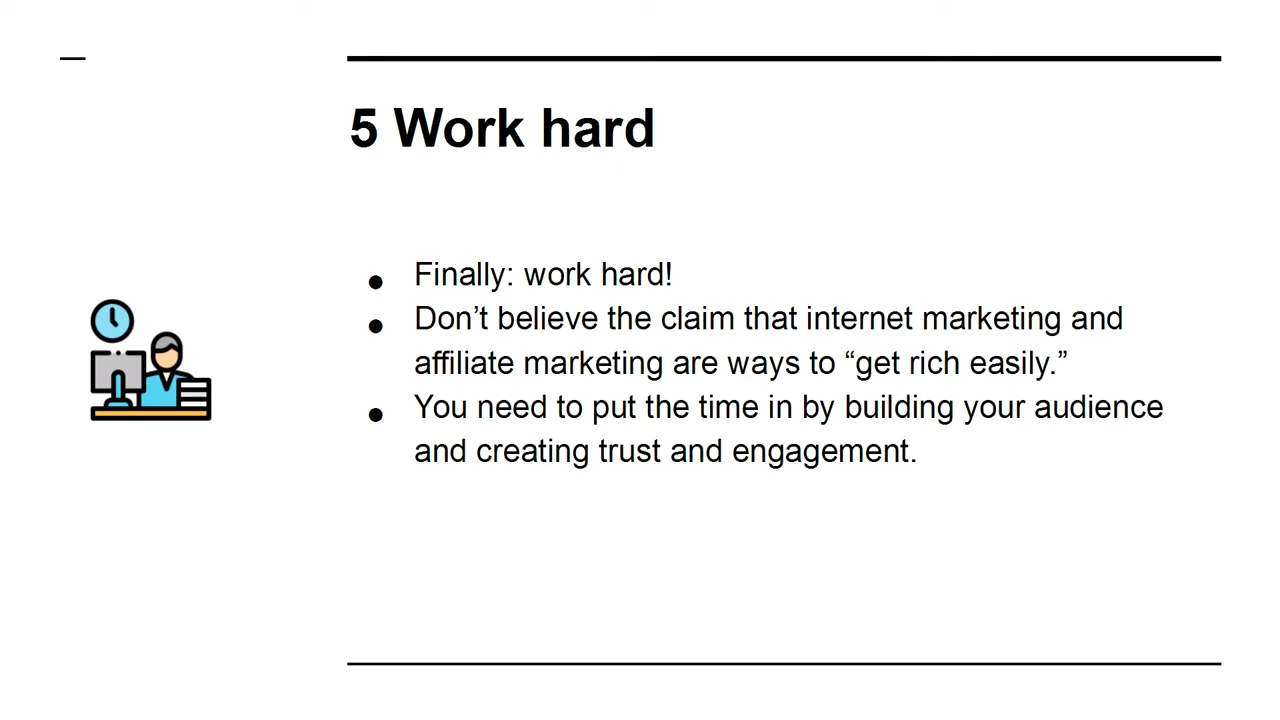 5 Work hard
● Finally: work hard!
● Don’t believe the claim that internet marketing and
affiliate marketing are ways to “get rich easily.”
● You need to put the time in by building your audience
and creating trust and engagement.